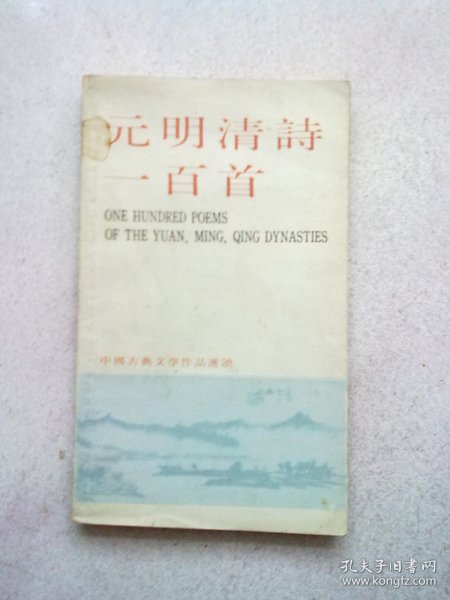 元明清詩
一百首
ONE HUNDRED POEMS
OF THE YUAN, MING, QING DYNASTIES
中國古典文學作品選讀
孔夫子旧书网
www.kongfz.com